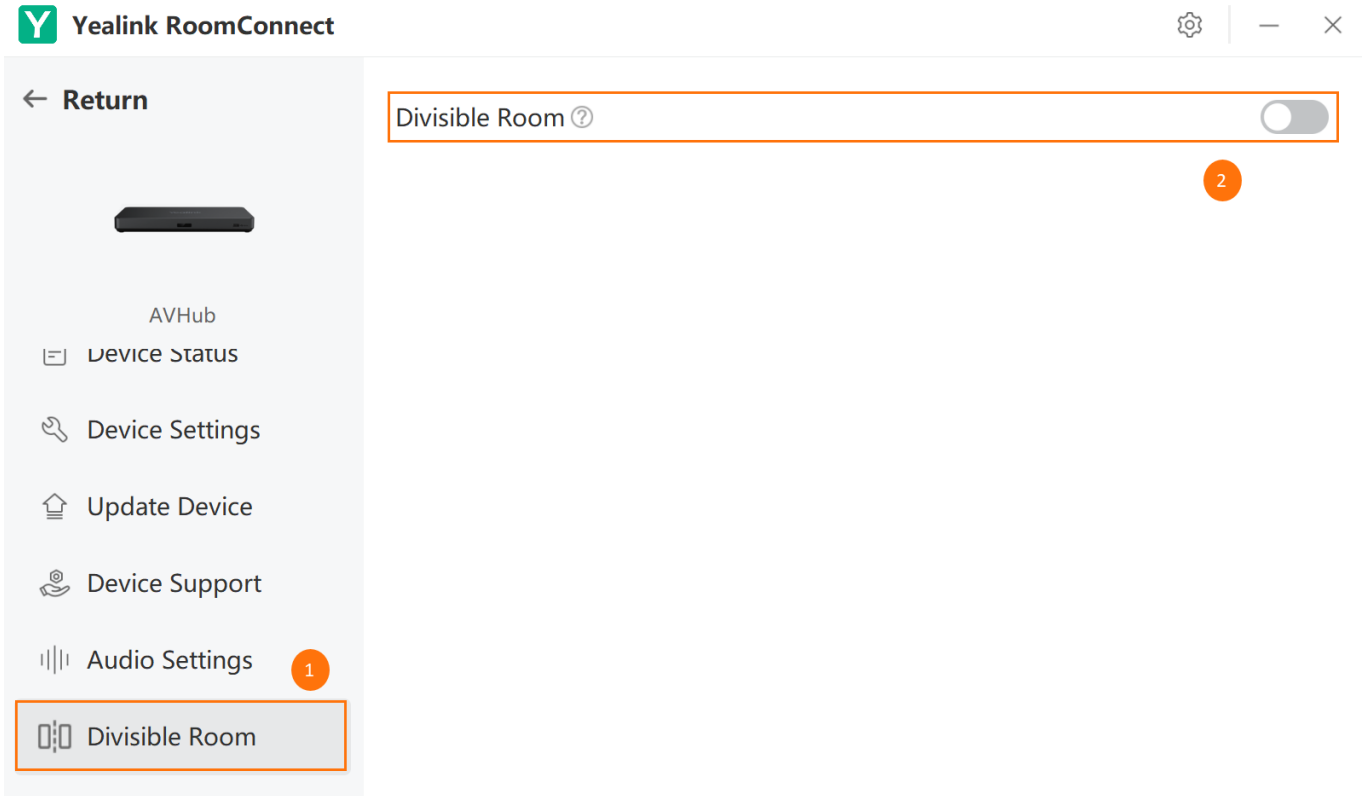 Y Yealink RoomConnect
Return
Divisible Room ?
2
AVHub
Device Status
Device Settings
Update Device
Device Support
Audio Settings
1
Divisible Room